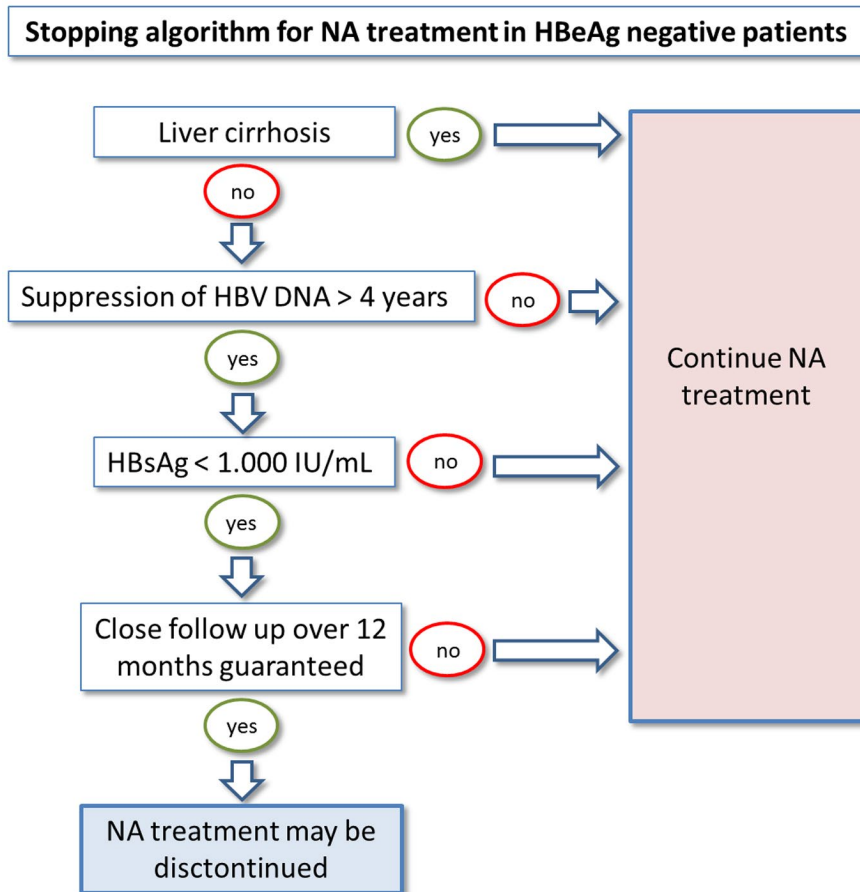 Stopping algorithm for NA treatment in HBeAg negative patients
Liver cirrhosis
yes
no
Suppression of HBV DNA > 4 years
no
yes
Continue NA
treatment
HBsAg < 1.000 IU/mL
no
yes
Close follow up over 12
months guaranteed
no
yes
NA treatment may be
disctontinued